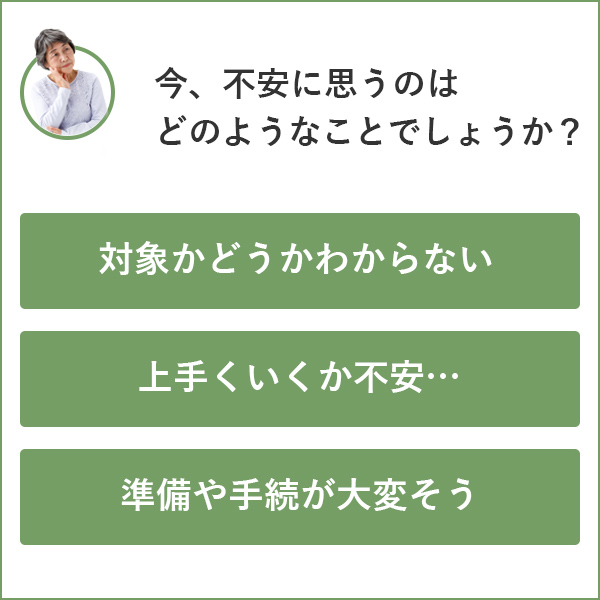 今、不安に思うのは
どのようなことでしょうか？
対象かどうかわからない
上手くいくか不安…
準備や手続が大変そう